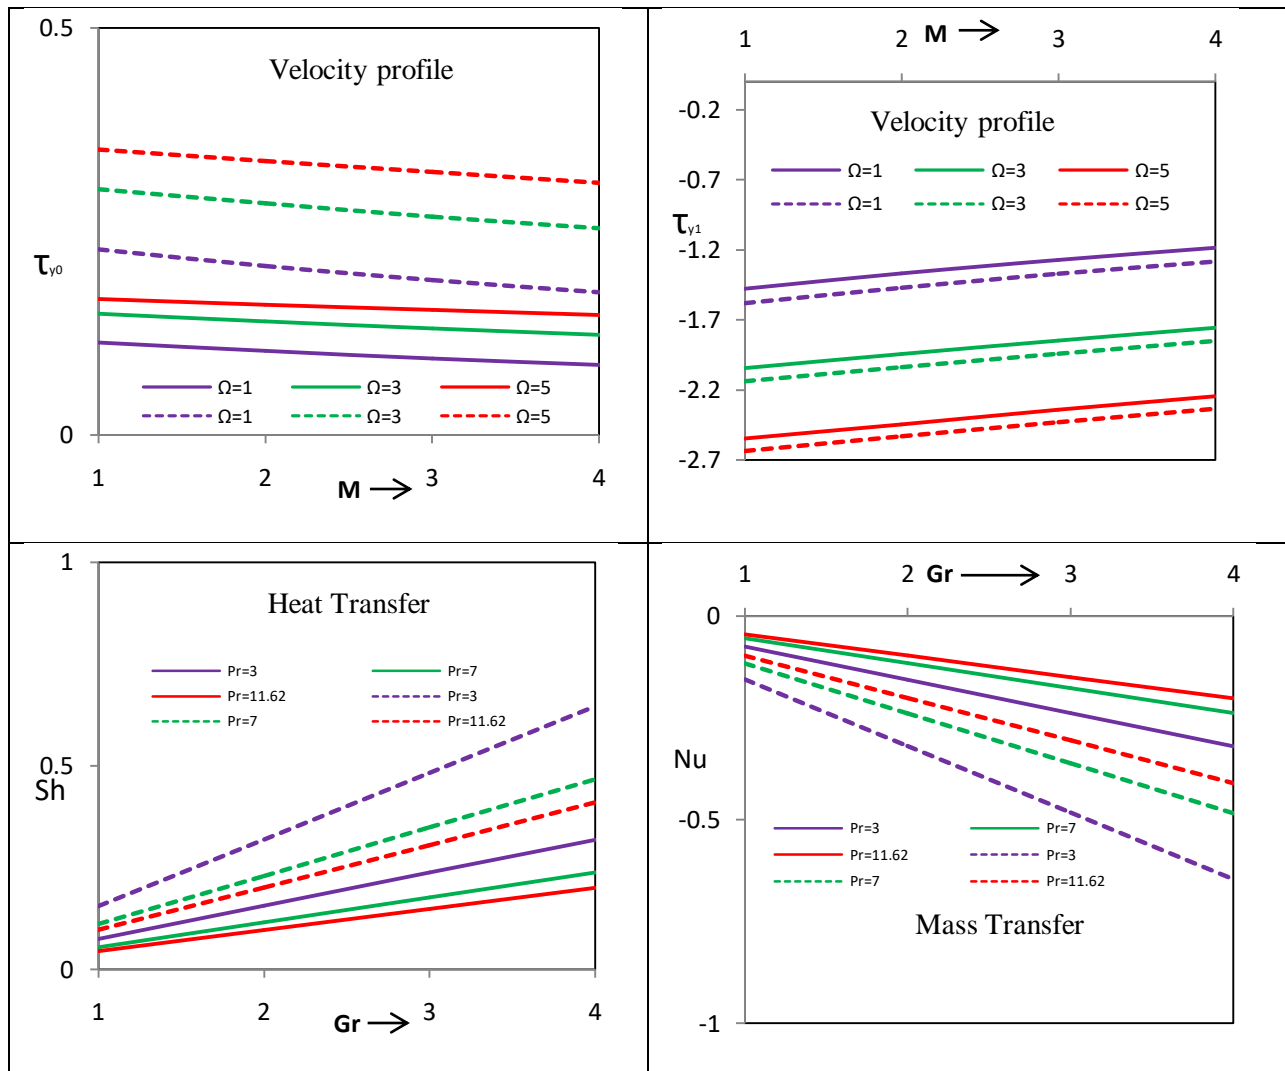 0.5
Velocity profile
τy0
Ω=1 Ω=3 Ω=5
Ω=1 Ω=3 Ω=5
0
1 2 3 4
M
M
1 2 3 4
-0.2
Velocity profile
Ω=1 Ω=3 Ω=5
-0.7
Ω=1 Ω=3 Ω=5
τy1
-1.2
-1.7
-2.2
-2.7
1
Heat Transfer
Pr=3 Pr=7
Pr=11.62 Pr=3
Pr=7 Pr=11.62
0.5
Sh
0
1 2 3 4
Gr
1 2 Gr 3 4
0
Nu
-0.5
Pr=3 Pr=7
Pr=11.62 Pr=3
Pr=7 Pr=11.62
Mass Transfer
-1